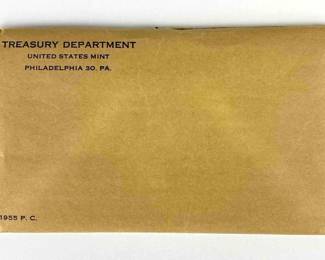 TREASURY DEPARTMENT
UNITED STATES MINT
PHILADELPHIA 30, PA.
1955 P. C.